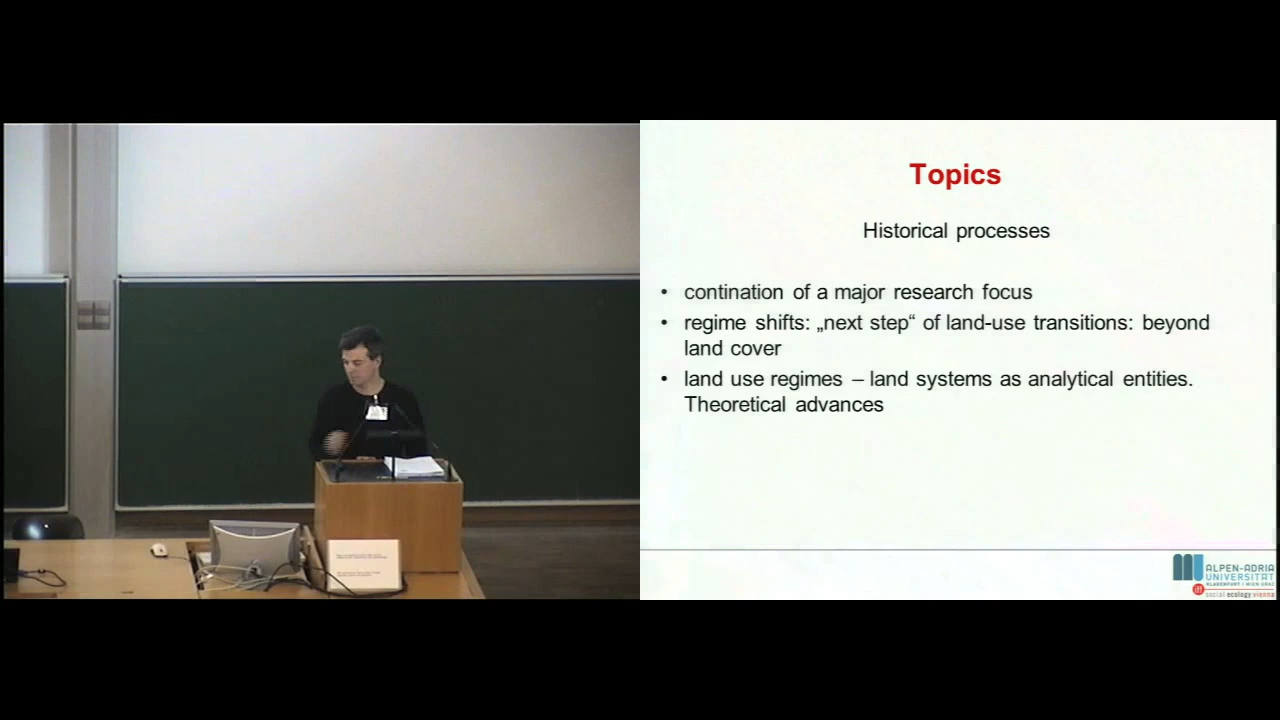 Topics
Historical processes
• contination of a major research focus
• regime shifts: „next step“ of land-use transitions: beyond
land cover
• land use regimes – land systems as analytical entities.
Theoretical advances
ALPEN-ADRIA
UNIVERSITÄT
KLAGENFURT | WIEN GRAZ
iff
social ecology vienna